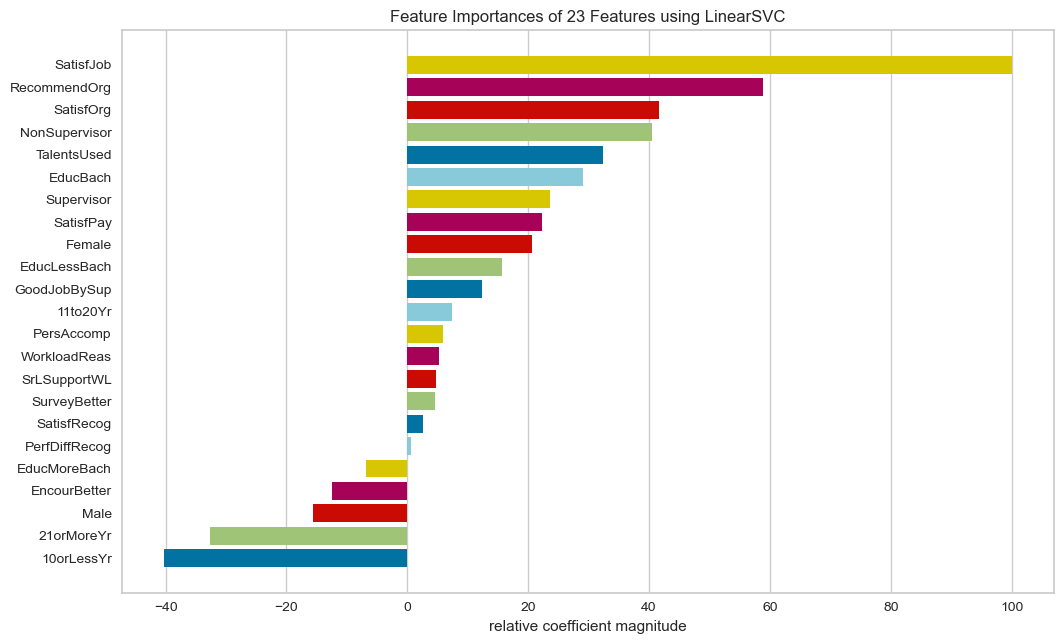 Feature Importances of 23 Features using LinearSVC
SatisfJob
RecommendOrg
SatisfOrg
NonSupervisor
TalentsUsed
EducBach
Supervisor
SatisfPay
Female
EducLessBach
GoodJobBySup
11to20Yr
PersAccomp
WorkloadReas
SrLSupportWL
SurveyBetter
SatisfRecog
PerfDiffRecog
EducMoreBach
EncourBetter
Male
21orMoreYr
10orLessYr
−40 −20 0 20 40 60 80 100
relative coefficient magnitude